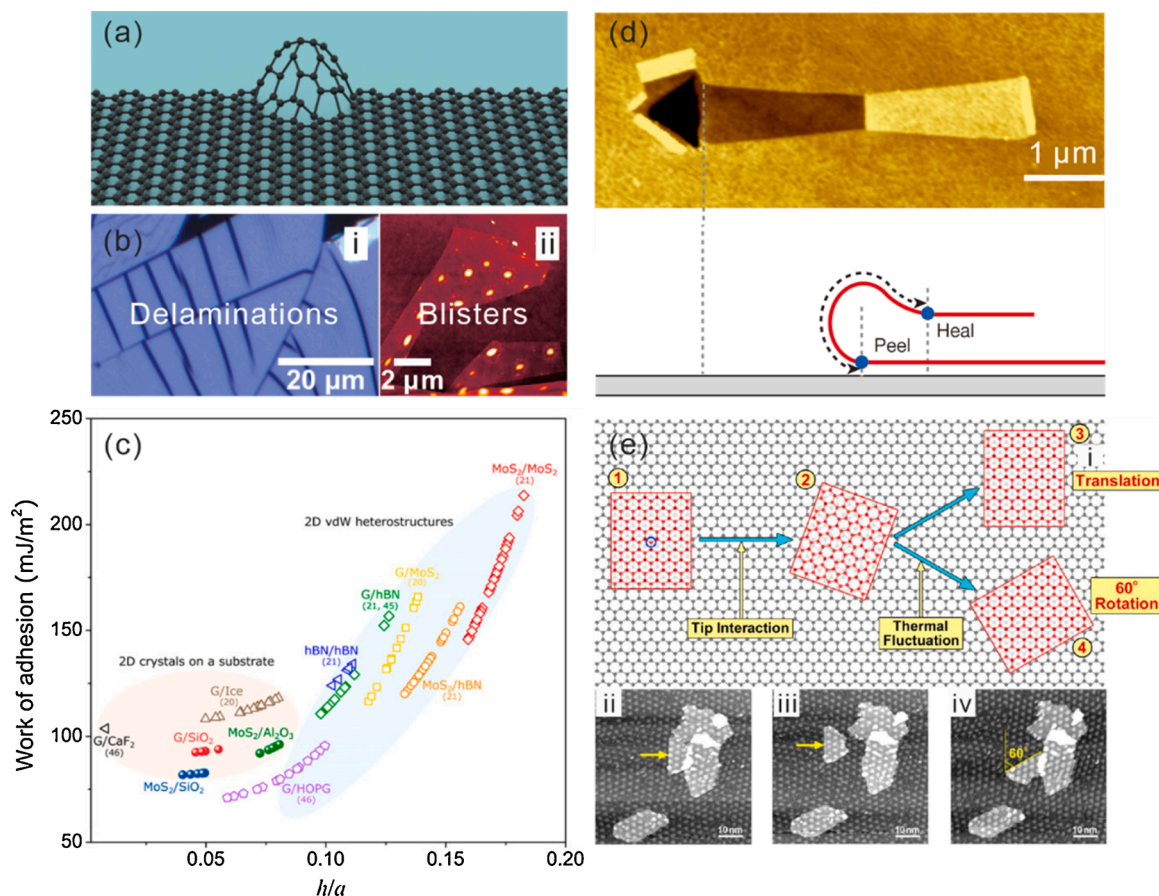 (a)
(b)
i
ii
Delaminations
Blisters
20 μm
2 μm
(c)
250
200
150
100
50
Work of adhesion (mJ/m²)
0.05
0.10
0.15
0.20
h/a
MoS₂/MoS₂
(21)
2D vdW heterostructures
G/MoS₂
(20)
G/hBN
(21, 45)
hBN/hBN
(21)
MoS₂/hBN
(21)
2D crystals on a substrate
G/Ice
(20)
G/CaF₂
(46)
G/SiO₂
MoS₂/Al₂O₃
MoS₂/SiO₂
G/HOPG
(46)
(d)
1 μm
Peel
Heal
(e)
i
1
2
3
Translation
Tip Interaction
Thermal
Fluctuation
60° 
Rotation
4
ii
10 nm
iii
10 nm
iv
60°
10 nm